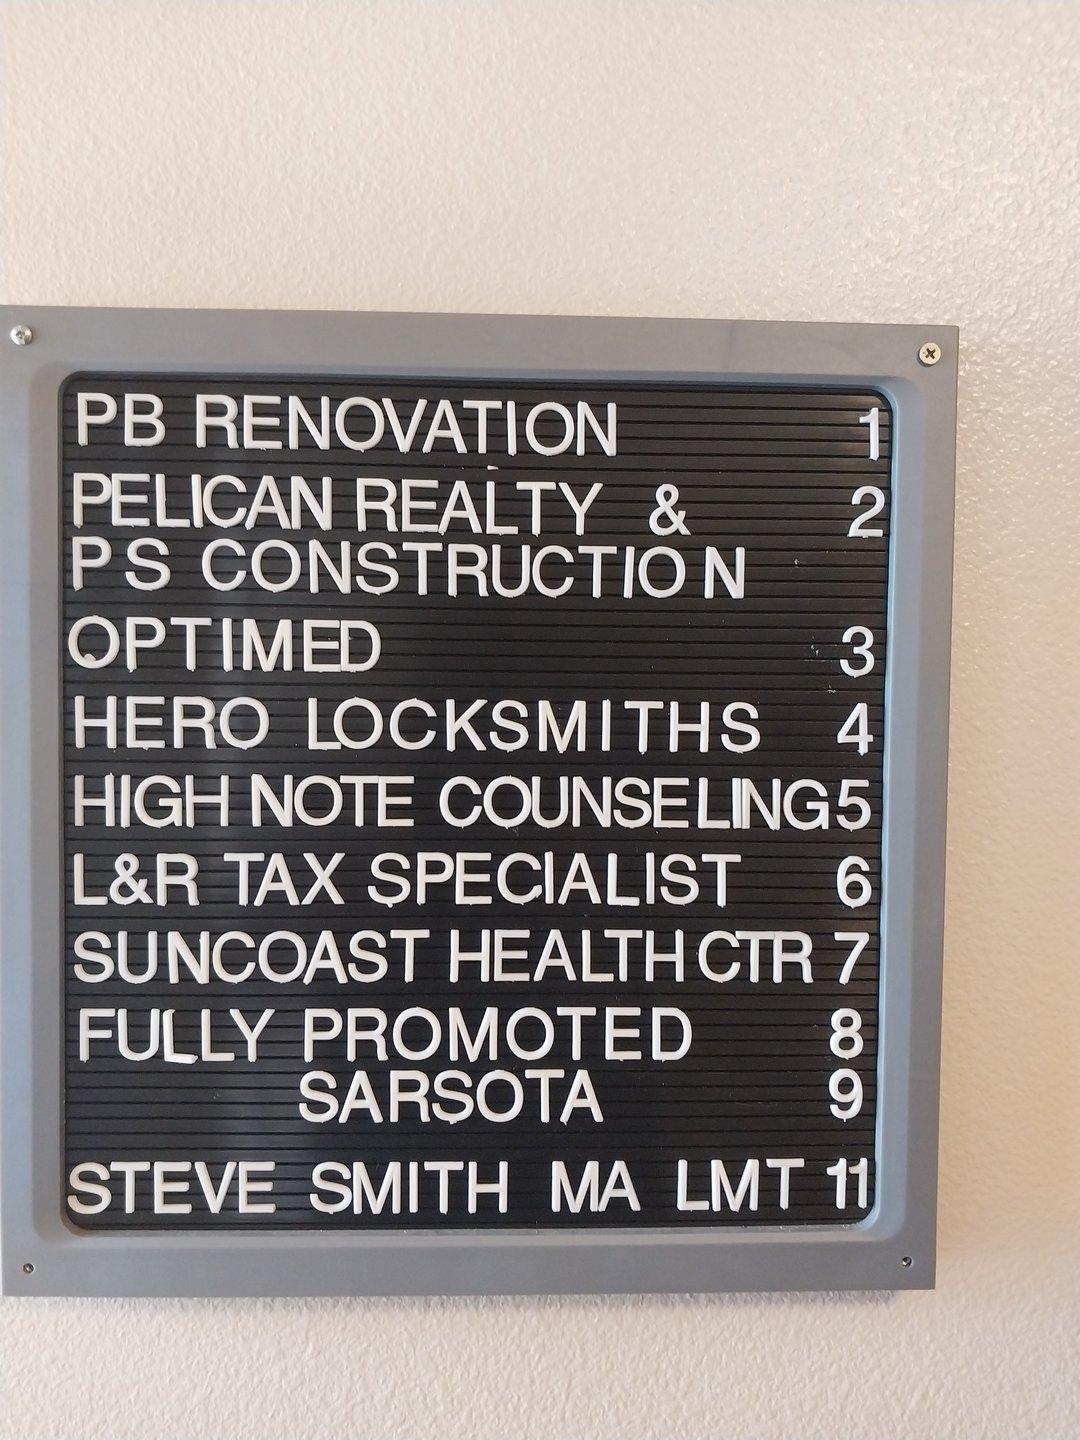 PB RENOVATION 1
PELICAN REALTY & 2
PS CONSTRUCTION
OPTIMED 3
HERO LOCKSMITHS 4
HIGH NOTE COUNSELING 5
L&R TAX SPECIALIST 6
SUNCOAST HEALTH CTR 7
FULLY PROMOTED 8
SARSOTA 9
STEVE SMITH MA LMT 11